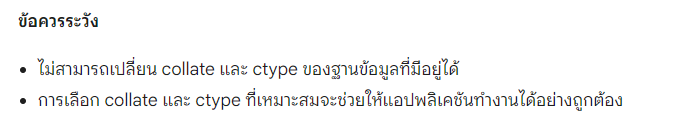 ข้อควรระวัง
• ไม่สามารถเปลี่ยน collate และ ctype ของฐานข้อมูลที่มีอยู่ได้
• การเลือก collate และ ctype ที่เหมาะสมจะช่วยให้แอปพลิเคชันทำงานได้อย่างถูกต้อง